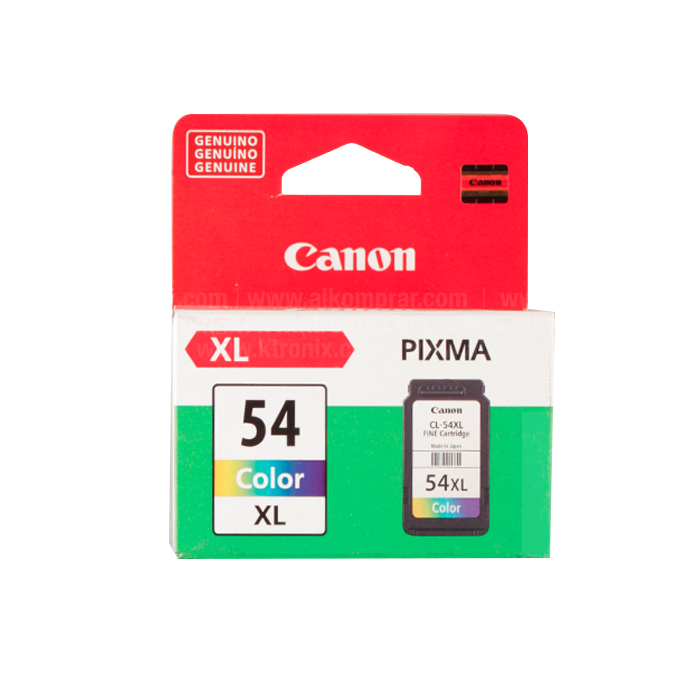 GENUINO
GENUÍNO
GENUINE
Canon
Canon
.com | www.alkomprar.com
www.ktronix.c
XL
PIXMA
54
Color
XL
Canon
CL-54XL
FINE Cartridge
Made in Japan
54XL
Color